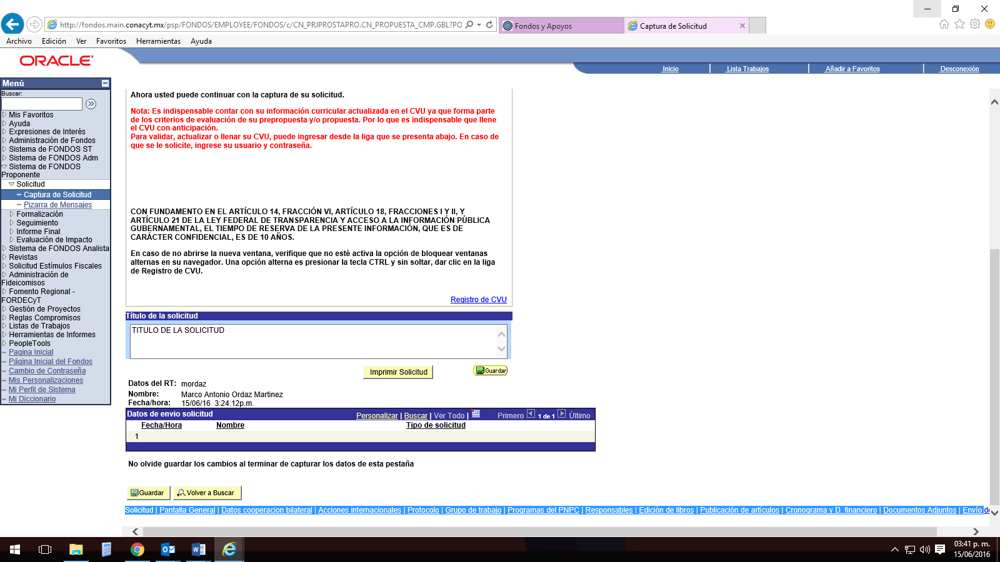 http://fondos.main.conacyt.mx/psp/FONDOS/EMPLOYEE/FONDOS/c/CN_PRJPROSTAPRO.CN_PROPUESTA_CMP.GBL?PO
Fondos y Apoyos
Captura de Solicitud
Archivo Edición Ver Favoritos Herramientas Ayuda
ORACLE
Inicio Lista Trabajos Añadir a Favoritos Desconexión
Menú
Buscar:
Mis Favoritos
Ayuda
Expresiones de Interés
Administración de Fondos
Sistema de FONDOS ST
Sistema de FONDOS Adm
Sistema de FONDOS
Proponente
Solicitud
Captura de Solicitud
Pizarra de Mensajes
Formalización
Seguimiento
Informe Final
Evaluación de Impacto
Sistema de FONDOS Analista
Revistas
Solicitud Estímulos Fiscales
Administración de
Fideicomisos
Fomento Regional -
FORDECyT
Gestión de Proyectos
Reglas Compromisos
Listas de Trabajos
Herramientas de Informes
PeopleTools
Pagina Inicial
Página Inicial del Fondos
Cambio de Contraseña
Mis Personalizaciones
Mi Perfil de Sistema
Mi Diccionario
Ahora usted puede continuar con la captura de su solicitud.
Nota: Es indispensable contar con su información curricular actualizada en el CVU ya que forma parte
de los criterios de evaluación de su prepropuesta y/o propuesta. Por lo que es indispensable que llene
el CVU con anticipación.
Para validar, actualizar o llenar su CVU, puede ingresar desde la liga que se presenta abajo. En caso de
que se le solicite, ingrese su usuario y contraseña.
CON FUNDAMENTO EN EL ARTÍCULO 14, FRACCIÓN VI, ARTÍCULO 18, FRACCIONES I Y II, Y
ARTÍCULO 21 DE LA LEY FEDERAL DE TRANSPARENCIA Y ACCESO A LA INFORMACIÓN PÚBLICA
GUBERNAMENTAL, EL TIEMPO DE RESERVA DE LA PRESENTE INFORMACIÓN, QUE ES DE
CARÁCTER CONFIDENCIAL, ES DE 10 AÑOS.
En caso de no abrirse la nueva ventana, verifique que no esté activa la opción de bloquear ventanas
alternas en su navegador. Una opción alterna es presionar la tecla CTRL y sin soltar, dar clic en la liga
de Registro de CVU.
Registro de CVU
Título de la solicitud
TITULO DE LA SOLICITUD
Imprimir Solicitud
Guardar
Datos del RT: mordaz
Nombre: Marco Antonio Ordaz Martinez
Fecha/hora: 15/06/16 3:24:12p.m.
Datos de envio solicitud Personalizar | Buscar | Ver Todo | Primero 1 de 1 Último
Fecha/Hora Nombre Tipo de solicitud
1
No olvide guardar los cambios al terminar de capturar los datos de esta pestaña
Guardar Volver a Buscar
Solicitud | Pantalla General | Datos cooperacion bilateral | Acciones internacionales | Protocolo | Grupo de trabajo | Programas del PNPC | Responsables | Edición de libros | Publicación de artículos | Cronograma y D. financiero | Documentos Adjuntos | Envío de
03:41 p. m.
15/06/2016